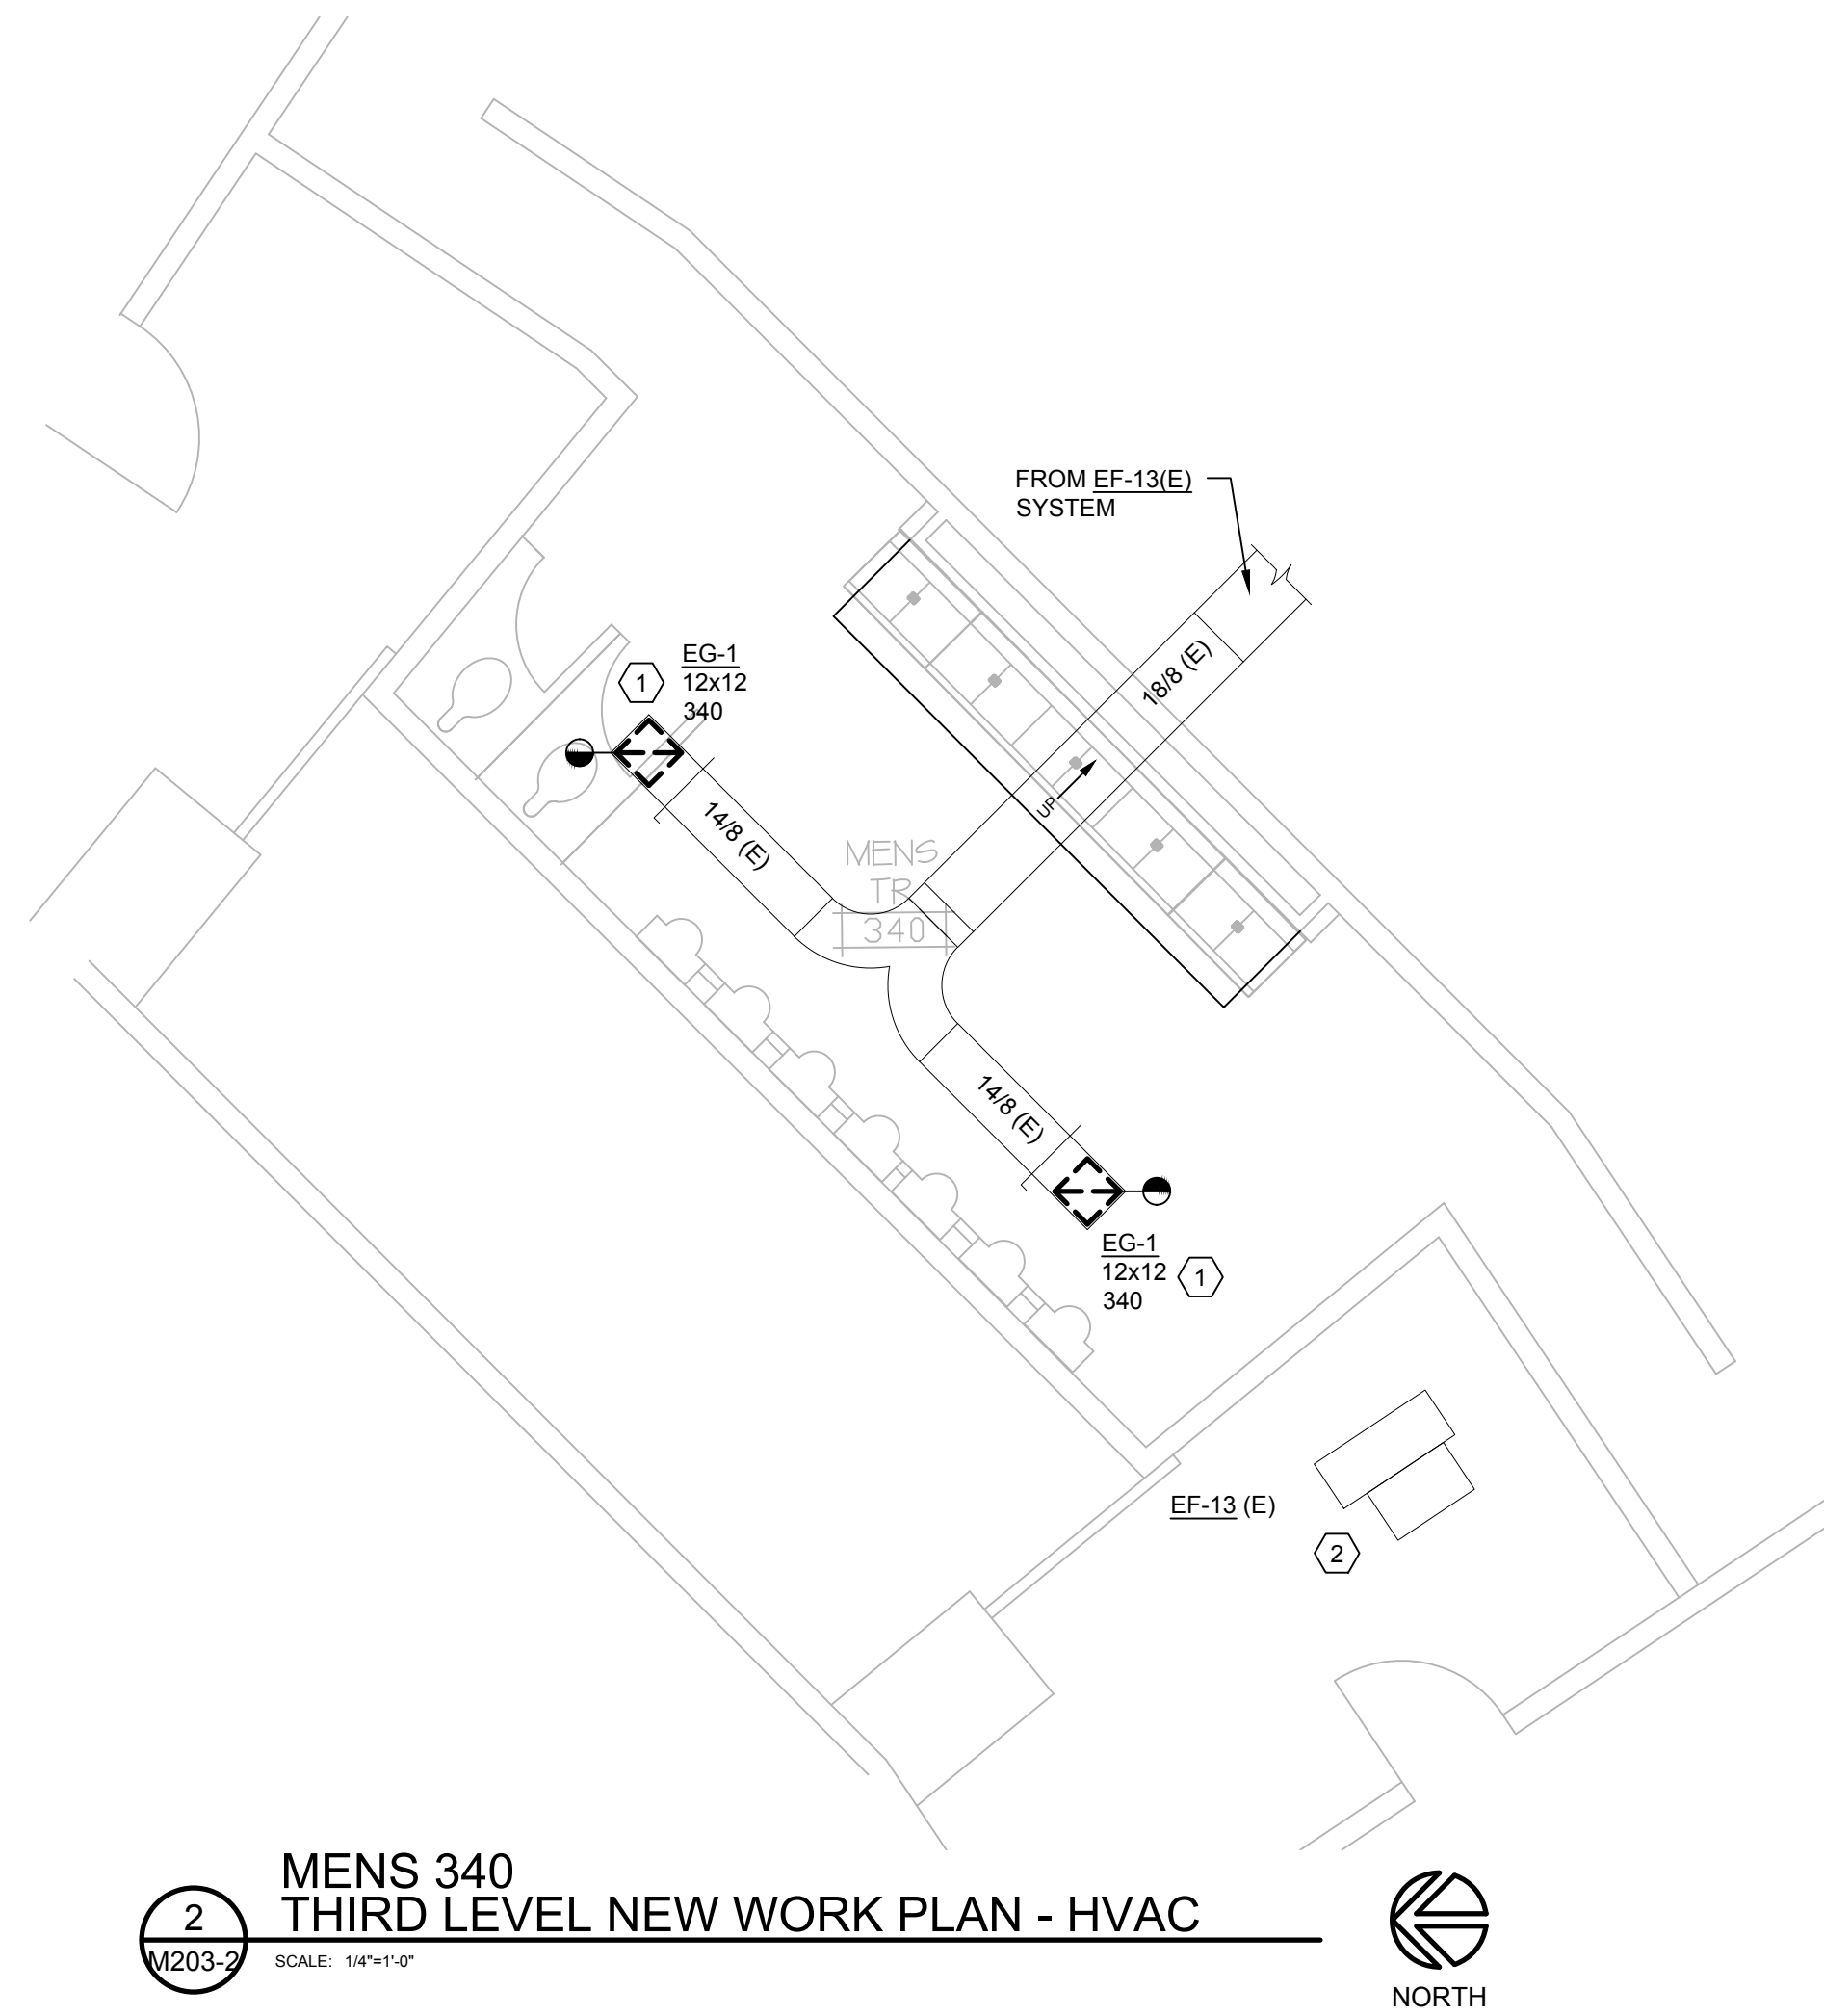 FROM EF-13(E)
SYSTEM
18/8 (E)
EG-1
12x12
340
1
14/8 (E)
UP
MENS
TR
340
14/8 (E)
EG-1
12x12
340
1
EF-13 (E)
2
MENS 340
THIRD LEVEL NEW WORK PLAN - HVAC
2
M203-2
SCALE: 1/4"=1'-0"
NORTH